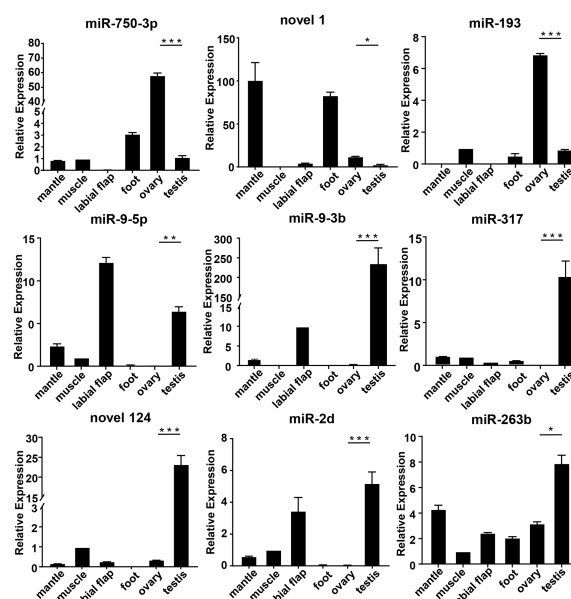 miR-750-3p
novel 1
miR-193
Relative Expression
80
70
60
50
40
5
4
3
2
1
0
***
mantle
muscle
labial flap
foot
ovary
testis
Relative Expression
150
100
50
0
*
mantle
muscle
labial flap
foot
ovary
testis
Relative Expression
8
6
4
2
0
***
mantle
muscle
labial flap
foot
ovary
testis
miR-9-5p
miR-9-3b
miR-317
Relative Expression
15
10
5
0
**
mantle
muscle
labial flap
foot
ovary
testis
Relative Expression
300
250
200
150
15
10
5
0
***
mantle
muscle
labial flap
foot
ovary
testis
Relative Expression
15
10
5
0
***
mantle
muscle
labial flap
foot
ovary
testis
novel 124
miR-2d
miR-263b
Relative Expression
30
25
20
15
3
2
1
0
***
mantle
muscle
labial flap
foot
ovary
testis
Relative Expression
6
4
2
0
***
mantle
muscle
labial flap
foot
ovary
testis
Relative Expression
10
8
6
4
2
0
*
mantle
muscle
labial flap
foot
ovary
testis